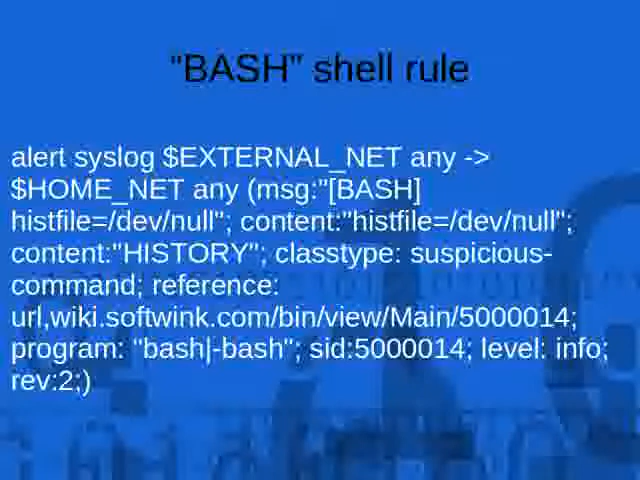 "BASH" shell rule
alert syslog $EXTERNAL_NET any ->
$HOME_NET any (msg:"[BASH]
histfile=/dev/null"; content:"histfile=/dev/null";
content:"HISTORY"; classtype: suspicious-
command; reference:
url,wiki.softwink.com/bin/view/Main/5000014;
program: "bash|-bash"; sid:5000014; level: info;
rev:2;)